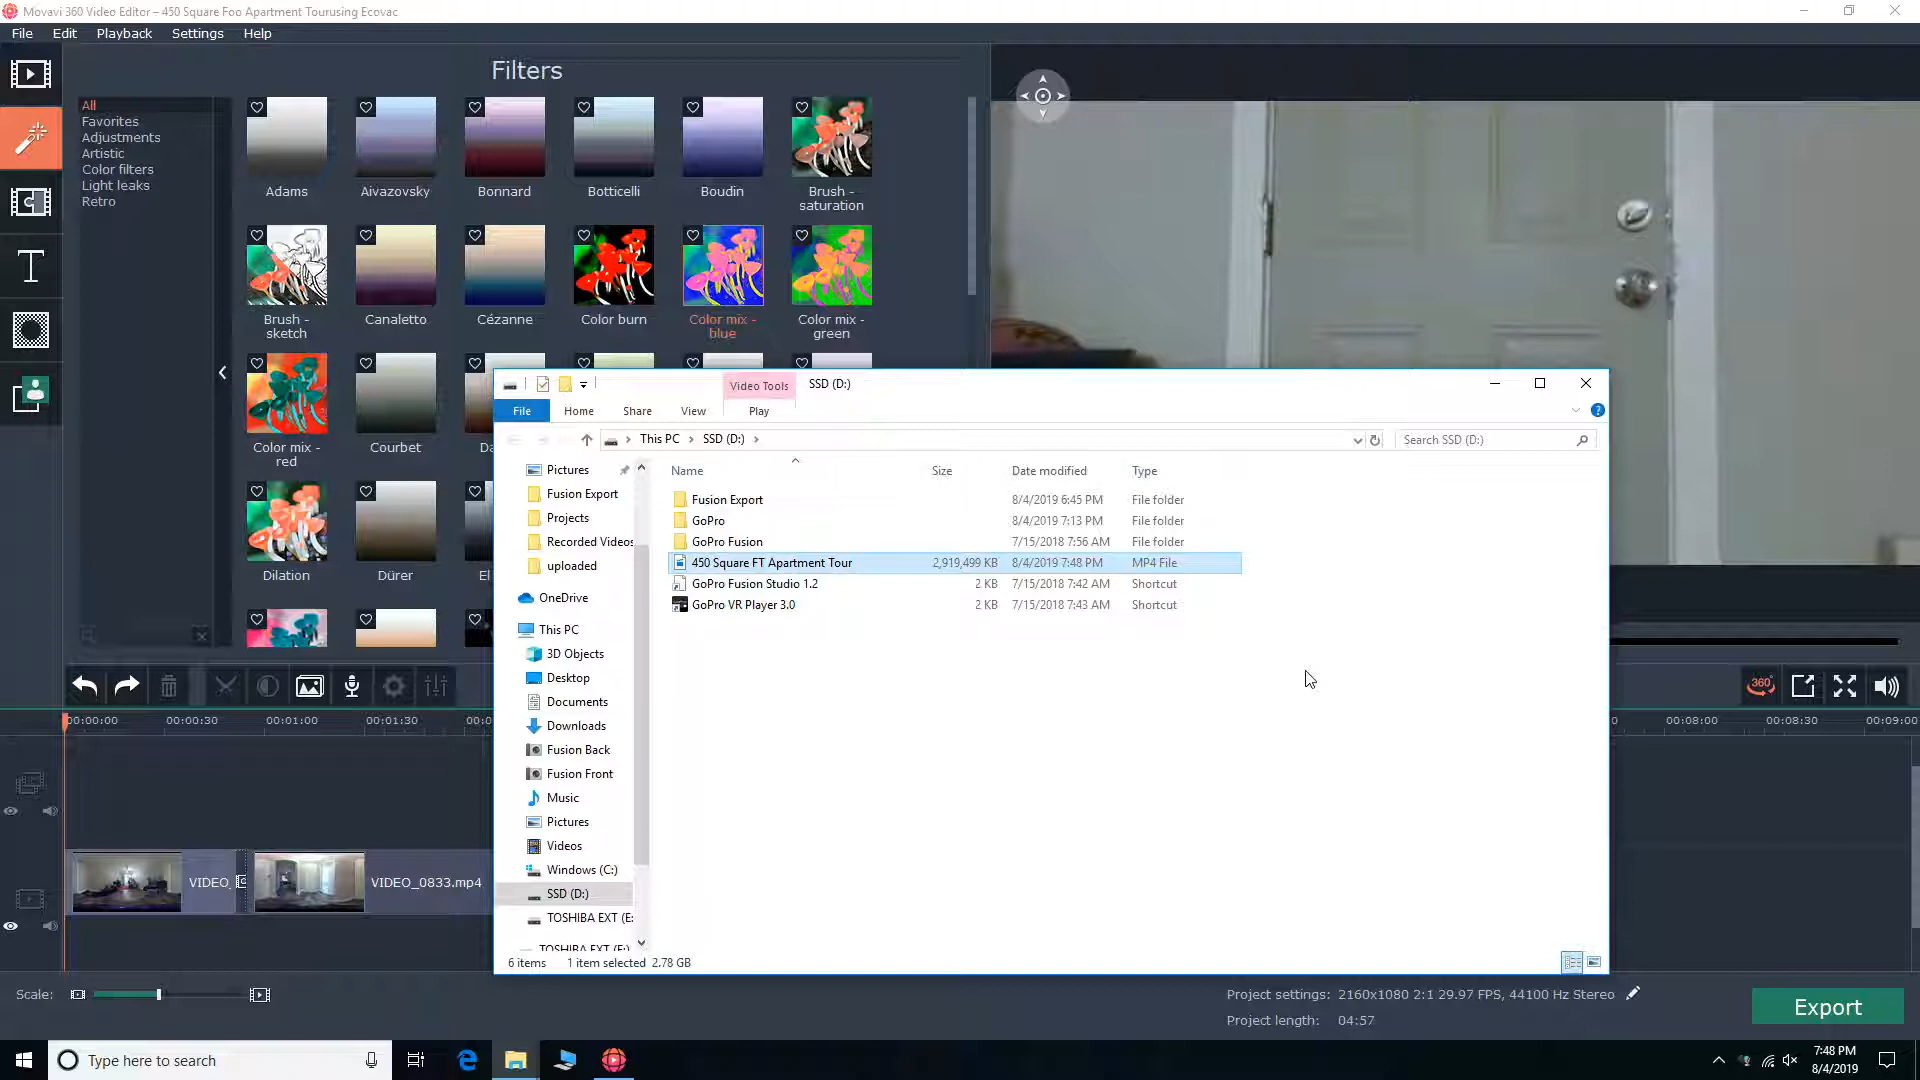 Movavi 360 Video Editor – 450 Square Foo Apartment Tourusing Ecovac
File Edit Playback Settings Help
Filters
All
Favorites
Adjustments
Artistic
Color filters
Light leaks
Retro
Adams Aivazovsky Bonnard Botticelli Boudin Brush - saturation
Brush - sketch Canaletto Cézanne Color burn Color mix - blue Color mix - green
Color mix - red Courbet Da
Dilation Dürer El
Video Tools SSD (D:)
File Home Share View Play
This PC SSD (D:) Search SSD (D:)
Name Size Date modified Type
Pictures
Fusion Export
Projects
Recorded Videos
uploaded
OneDrive
This PC
3D Objects
Desktop
Documents
Downloads
Fusion Back
Fusion Front
Music
Pictures
Videos
Windows (C:)
SSD (D:)
TOSHIBA EXT (E:
TOSHIBA EXT (E:)
Fusion Export 8/4/2019 6:45 PM File folder
GoPro 8/4/2019 7:13 PM File folder
GoPro Fusion 7/15/2018 7:56 AM File folder
450 Square FT Apartment Tour 2,919,499 KB 8/4/2019 7:48 PM MP4 File
GoPro Fusion Studio 1.2 2 KB 7/15/2018 7:42 AM Shortcut
GoPro VR Player 3.0 2 KB 7/15/2018 7:43 AM Shortcut
6 items 1 item selected 2.78 GB
360°
00:00:00 00:00:30 00:01:00 00:01:30 00:0 0 00:08:00 00:08:30 00:09:00
VIDEO_ VIDEO_0833.mp4
Scale:
Project settings: 2160x1080 2:1 29.97 FPS, 44100 Hz Stereo
Project length: 04:57
Export
Type here to search
7:48 PM
8/4/2019